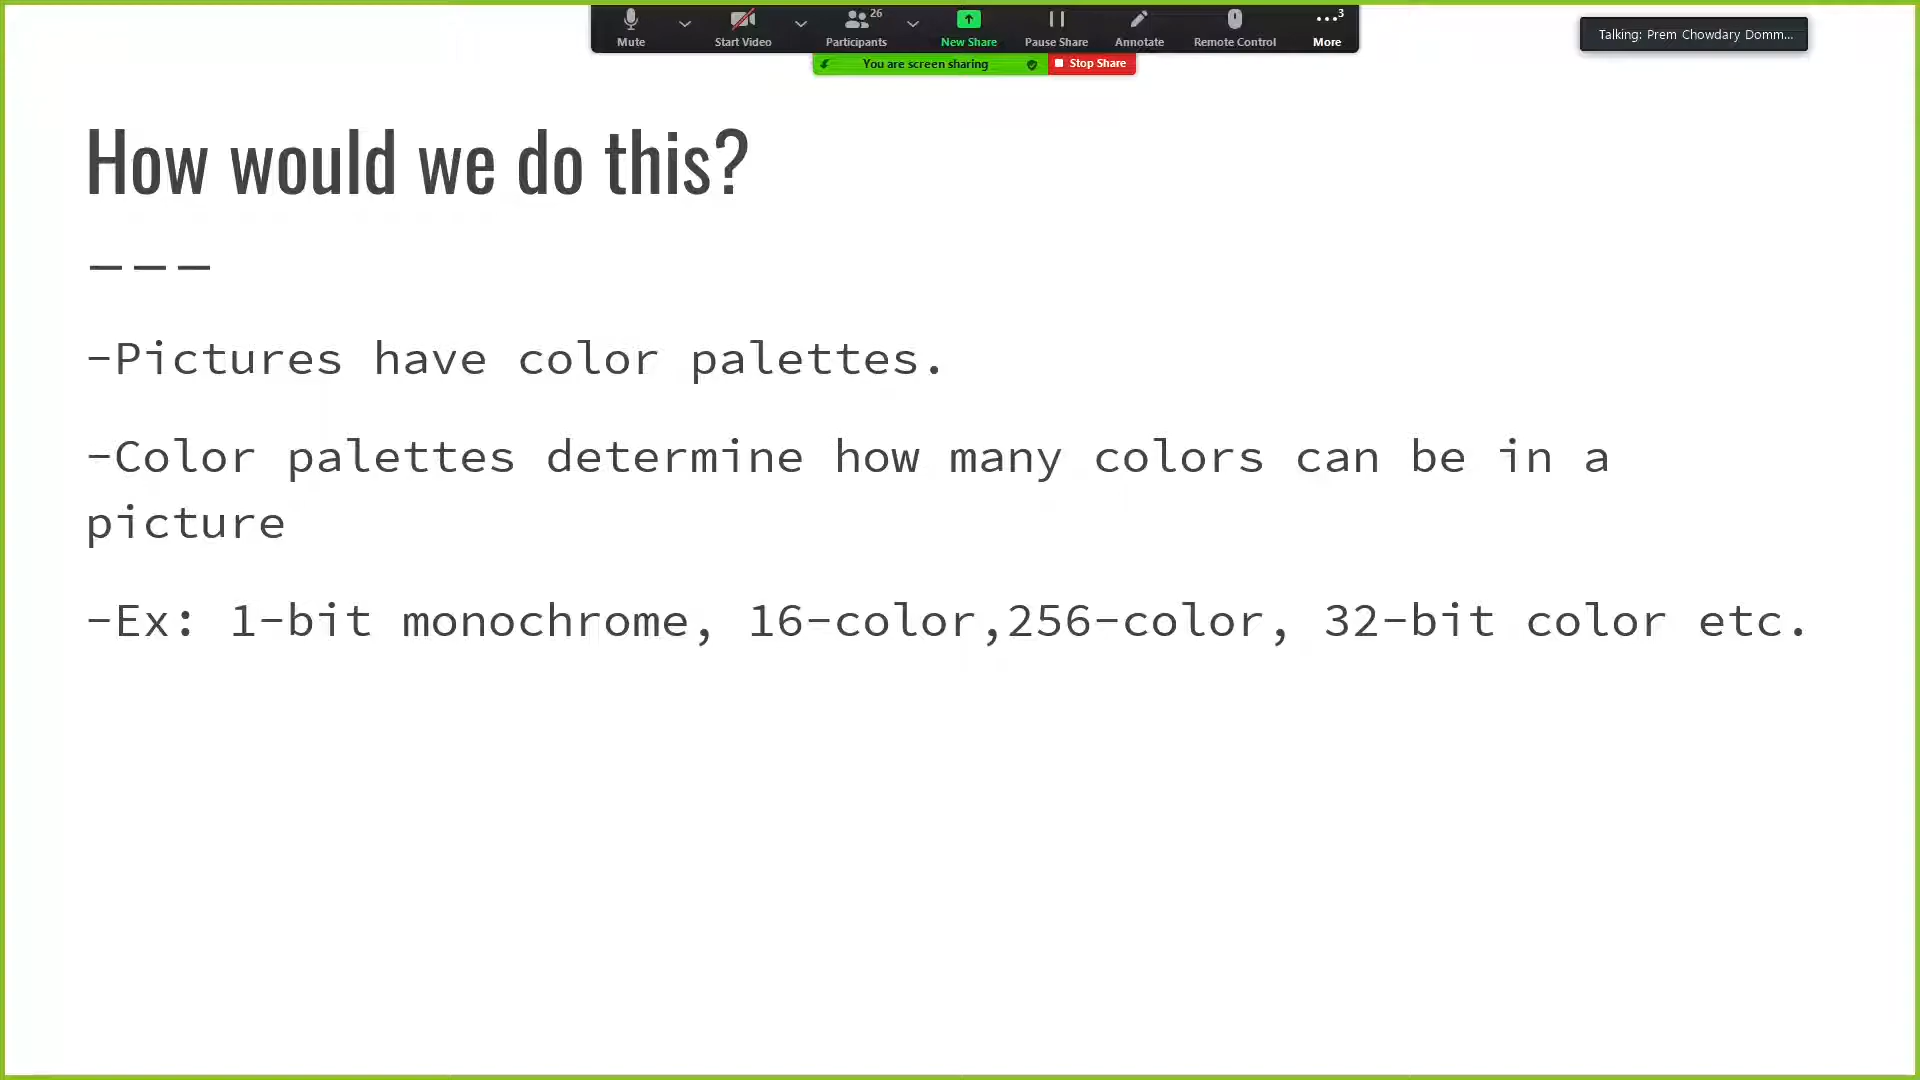 26
3
Mute
Start Video
Participants
New Share
Pause Share
Annotate
Remote Control
More
Talking: Prem Chowdary Domm...
You are screen sharing
Stop Share
How would we do this?
-Pictures have color palettes.
-Color palettes determine how many colors can be in a
picture
-Ex: 1-bit monochrome, 16-color,256-color, 32-bit color etc.